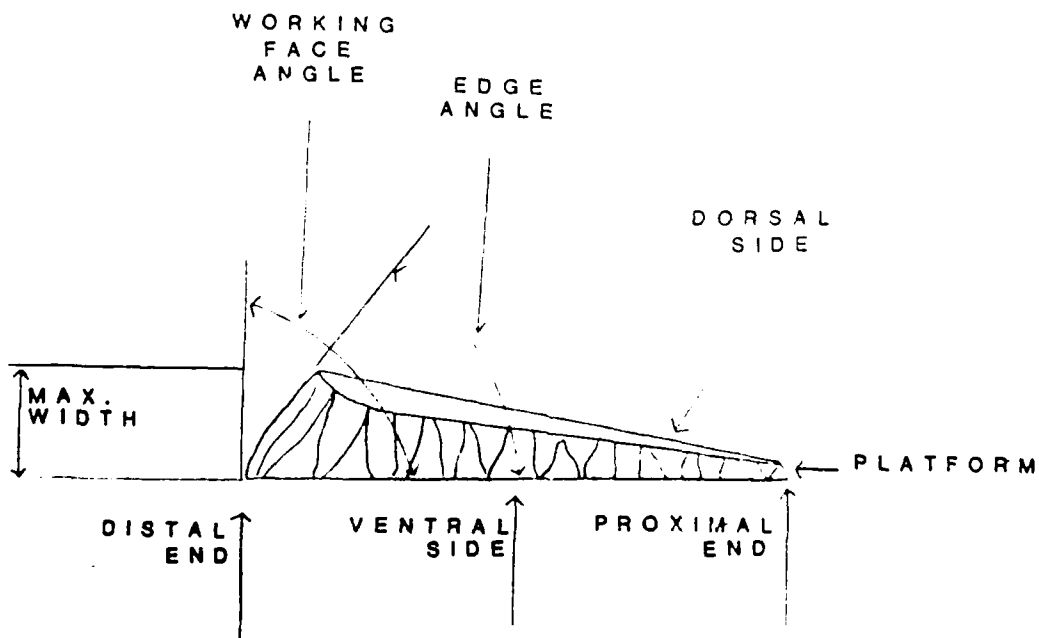 WORKING
FACE
ANGLE
EDGE
ANGLE
DORSAL
SIDE
MAX.
WIDTH
PLATFORM
DISTAL
END
VENTRAL
SIDE
PROXIMAL
END